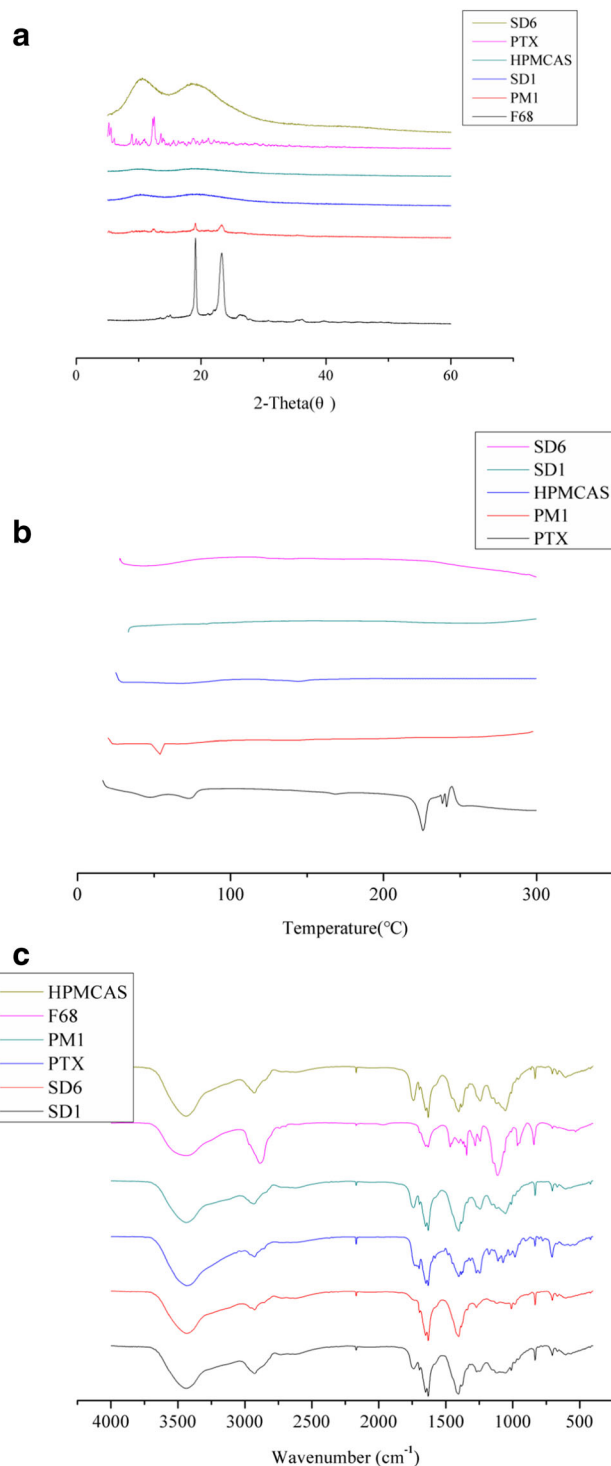 a
SD6
PTX
HPMCAS
SD1
PM1
F68
0
20
40
60
2-Theta(θ )
b
SD6
SD1
HPMCAS
PM1
PTX
0
100
200
300
Temperature(°C)
c
HPMCAS
F68
PM1
PTX
SD6
SD1
4000
3500
3000
2500
2000
1500
1000
500
Wavenumber (cm-1)